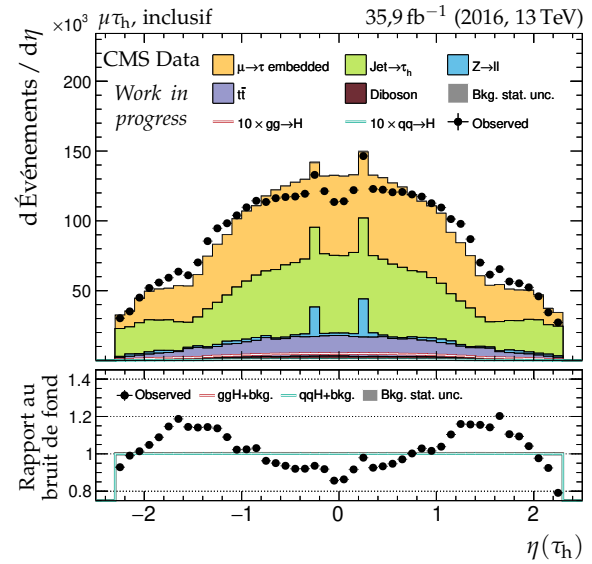 μτh, inclusif 35,9 fb⁻¹ (2016, 13 TeV)
×10³
CMS Data
Work in
progress
μ→τ embedded Jet→τh Z→ll
tt̄ Diboson Bkg. stat. unc.
10 × gg→H 10 × qq→H Observed
d Événements / dη
200
150
100
50
Observed ggH+bkg. qqH+bkg. Bkg. stat. unc.
Rapport au
bruit de fond
1.4
1.2
1
0.8
−2 −1 0 1 2
η(τh)